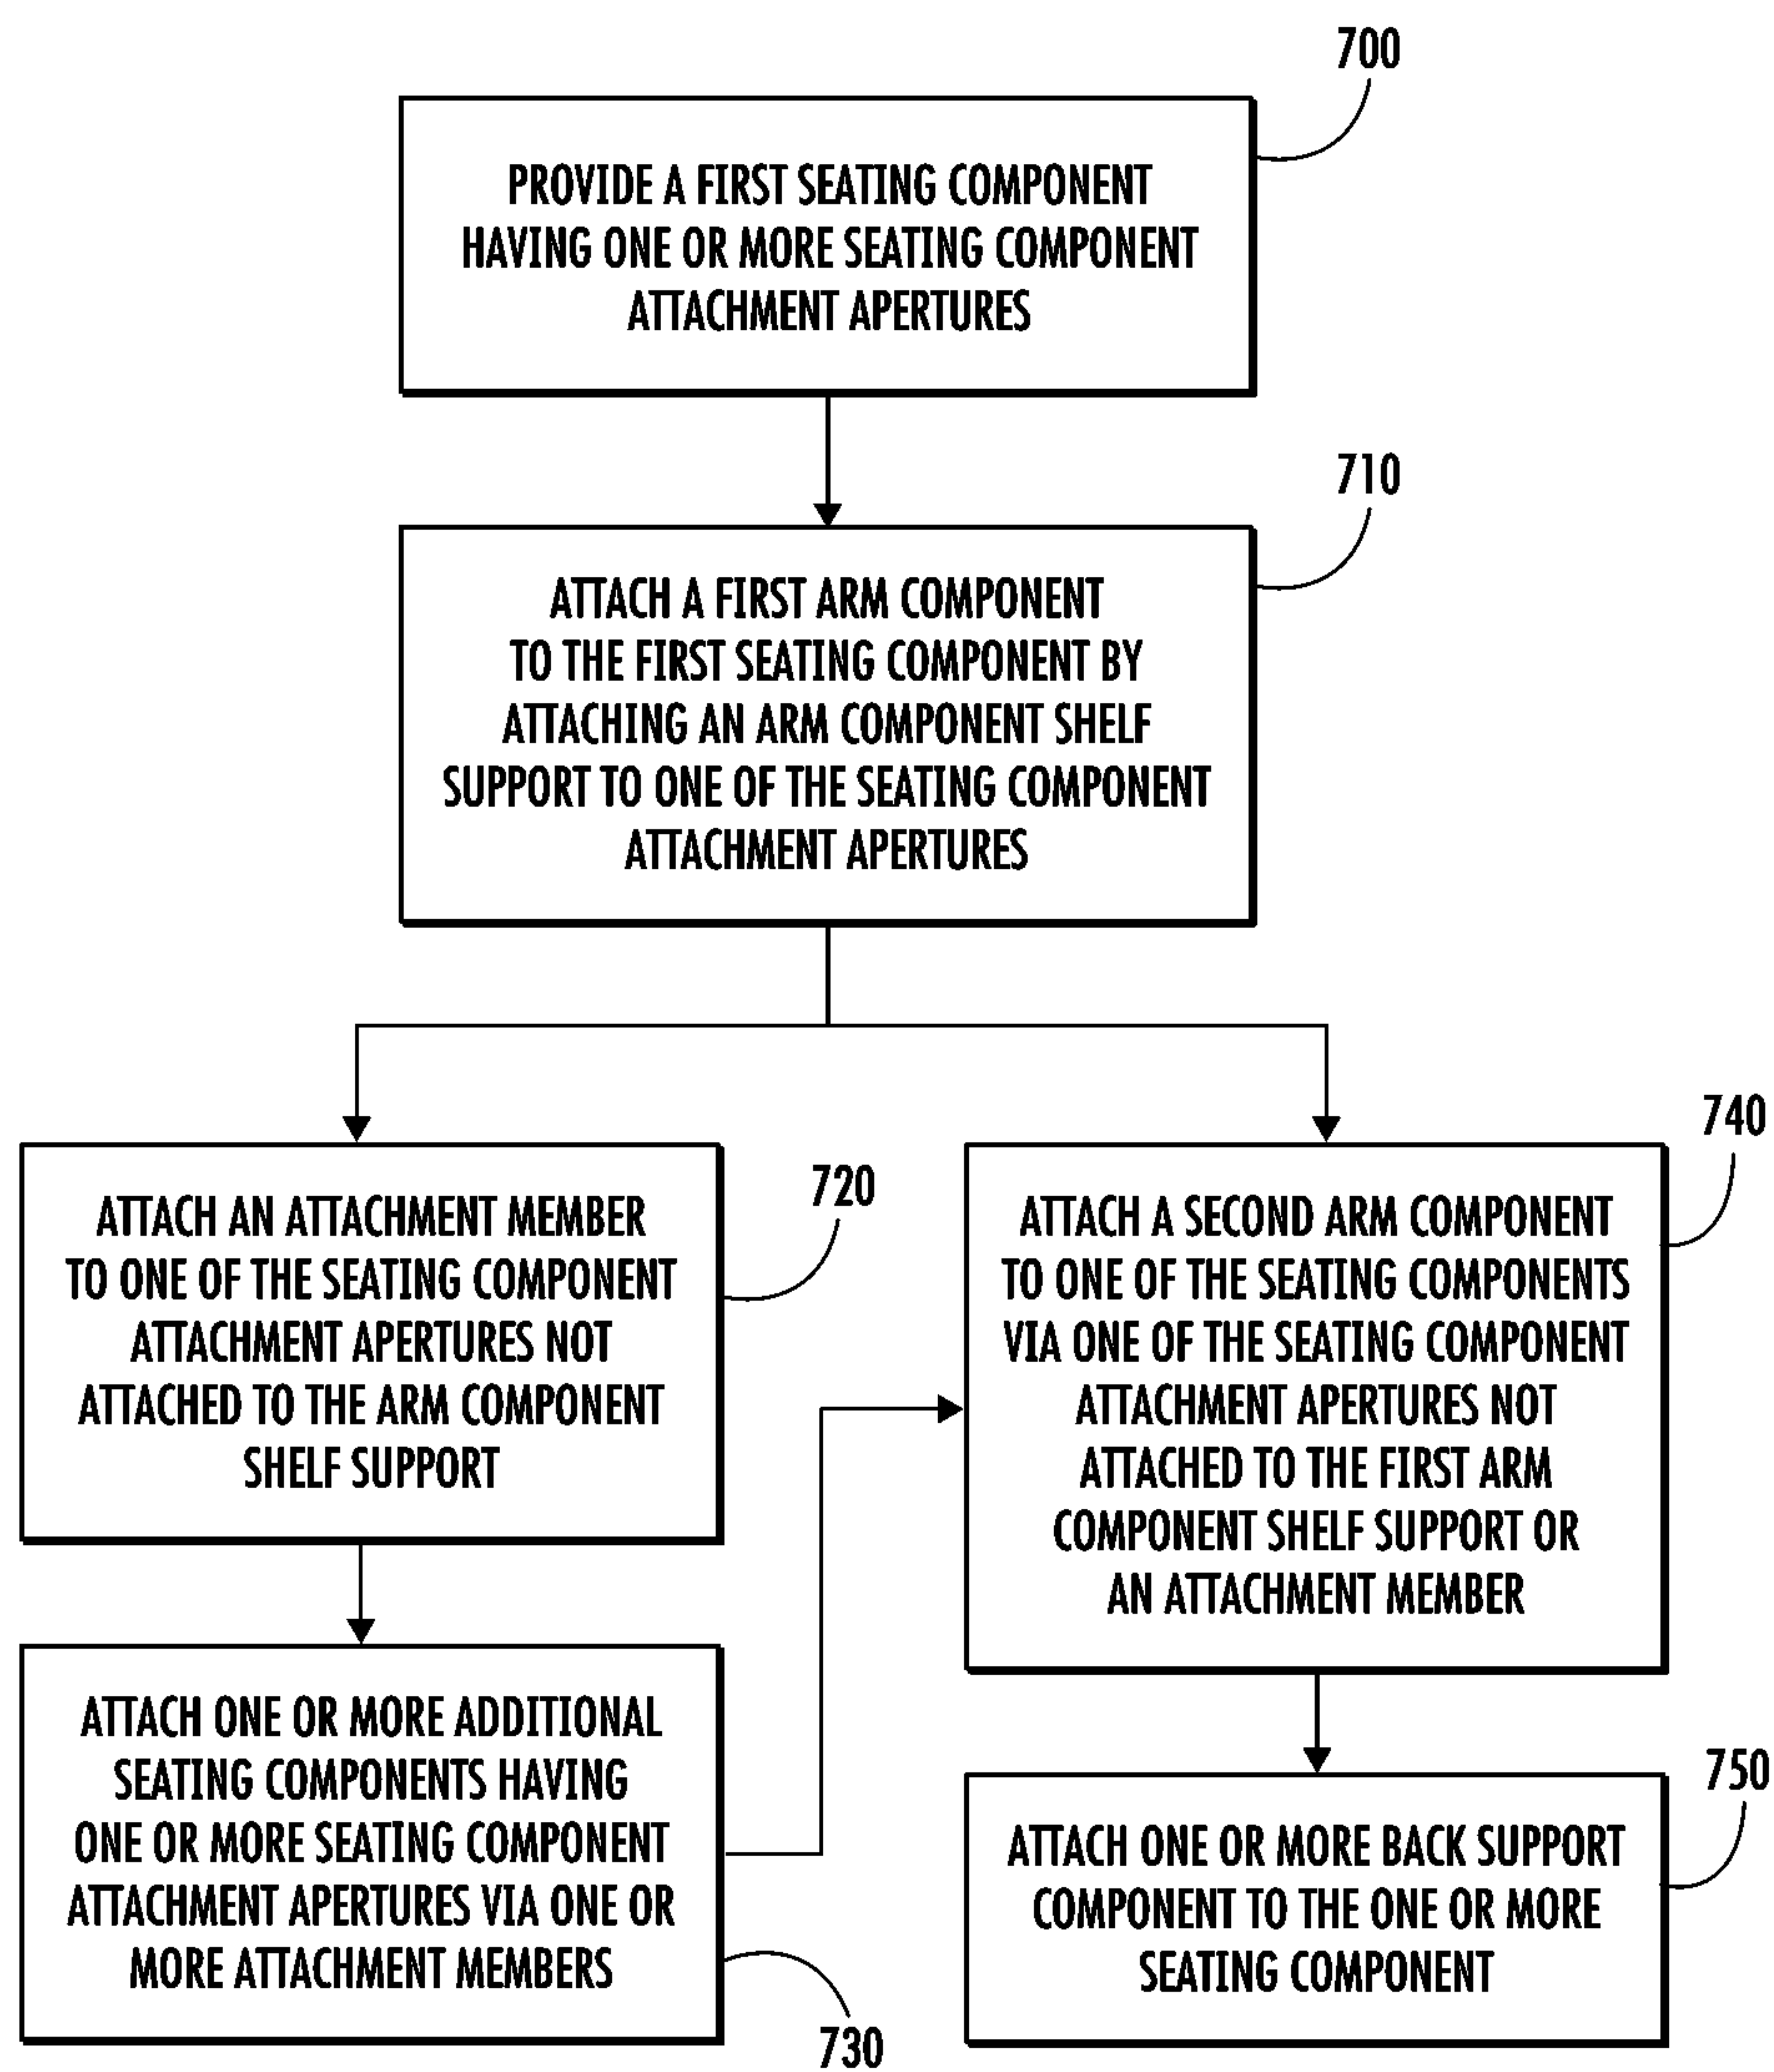 700
PROVIDE A FIRST SEATING COMPONENT
HAVING ONE OR MORE SEATING COMPONENT
ATTACHMENT APERTURES
710
ATTACH A FIRST ARM COMPONENT
TO THE FIRST SEATING COMPONENT BY
ATTACHING AN ARM COMPONENT SHELF
SUPPORT TO ONE OF THE SEATING COMPONENT
ATTACHMENT APERTURES
720
ATTACH AN ATTACHMENT MEMBER
TO ONE OF THE SEATING COMPONENT
ATTACHMENT APERTURES NOT
ATTACHED TO THE ARM COMPONENT
SHELF SUPPORT
730
ATTACH ONE OR MORE ADDITIONAL
SEATING COMPONENTS HAVING
ONE OR MORE SEATING COMPONENT
ATTACHMENT APERTURES VIA ONE OR
MORE ATTACHMENT MEMBERS
740
ATTACH A SECOND ARM COMPONENT
TO ONE OF THE SEATING COMPONENTS
VIA ONE OF THE SEATING COMPONENT
ATTACHMENT APERTURES NOT
ATTACHED TO THE FIRST ARM
COMPONENT SHELF SUPPORT OR
AN ATTACHMENT MEMBER
750
ATTACH ONE OR MORE BACK SUPPORT
COMPONENT TO THE ONE OR MORE
SEATING COMPONENT